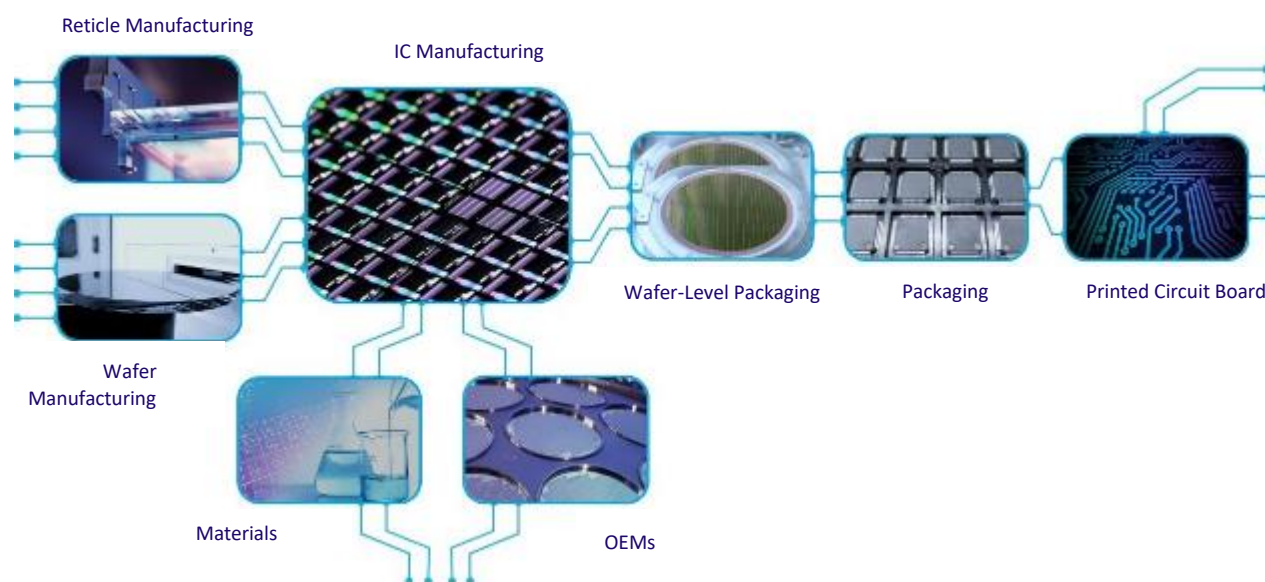 Reticle Manufacturing
IC Manufacturing
Wafer-Level Packaging
Packaging
Printed Circuit Board
Wafer
Manufacturing
Materials
OEMs